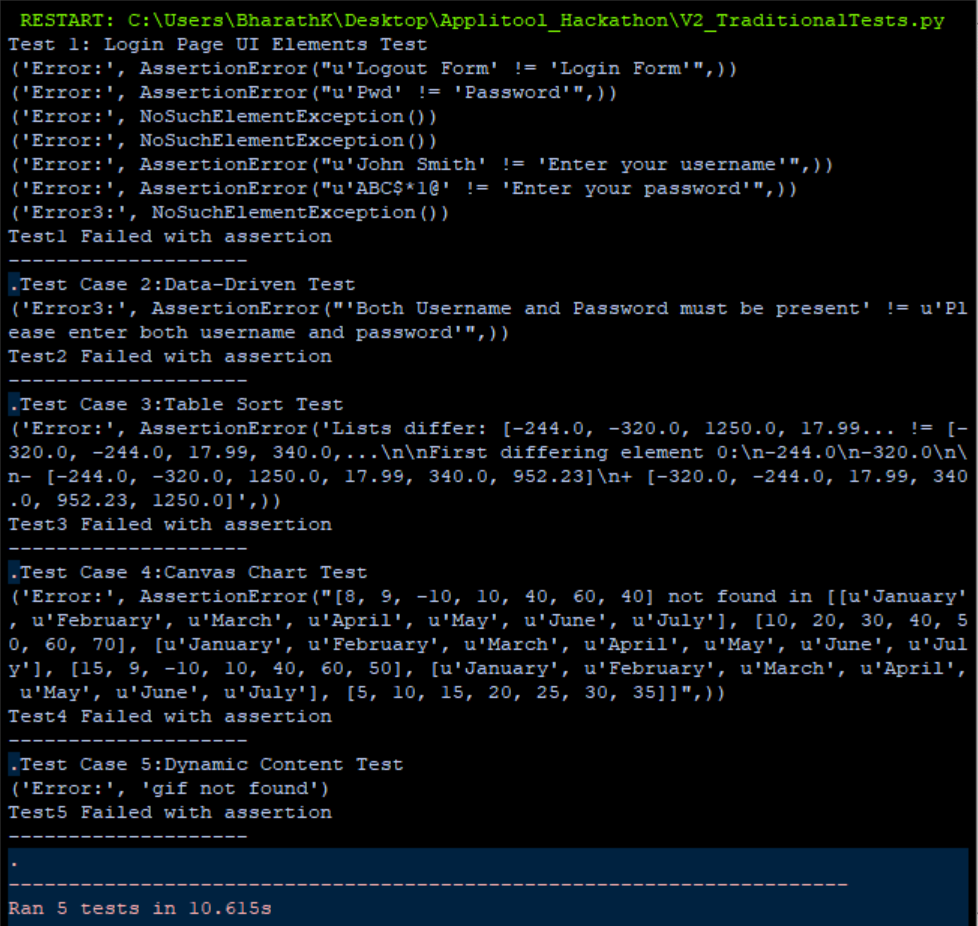 RESTART: C:\Users\BharathK\Desktop\Applitool_Hackathon\V2_TraditionalTests.py
Test 1: Login Page UI Elements Test
('Error:', AssertionError("u'Logout Form' != 'Login Form'",))
('Error:', AssertionError("u'Pwd' != 'Password'",))
('Error:', NoSuchElementException())
('Error:', NoSuchElementException())
('Error:', AssertionError("u'John Smith' != 'Enter your username'",))
('Error:', AssertionError("u'ABC$*1@' != 'Enter your password'",))
('Error3:', NoSuchElementException())
Test1 Failed with assertion
--------------------
.Test Case 2:Data-Driven Test
('Error3:', AssertionError("'Both Username and Password must be present' != u'Pl
ease enter both username and password'",))
Test2 Failed with assertion
--------------------
.Test Case 3:Table Sort Test
('Error:', AssertionError('Lists differ: [-244.0, -320.0, 1250.0, 17.99... != [-
320.0, -244.0, 17.99, 340.0,...\n\nFirst differing element 0:\n-244.0\n-320.0\n\
n- [-244.0, -320.0, 1250.0, 17.99, 340.0, 952.23]\n+ [-320.0, -244.0, 17.99, 340
.0, 952.23, 1250.0]',))
Test3 Failed with assertion
--------------------
.Test Case 4:Canvas Chart Test
('Error:', AssertionError("[8, 9, -10, 10, 40, 60, 40] not found in [[u'January'
, u'February', u'March', u'April', u'May', u'June', u'July'], [10, 20, 30, 40, 5
0, 60, 70], [u'January', u'February', u'March', u'April', u'May', u'June', u'Jul
y'], [15, 9, -10, 10, 40, 60, 50], [u'January', u'February', u'March', u'April',
 u'May', u'June', u'July'], [5, 10, 15, 20, 25, 30, 35]]",))
Test4 Failed with assertion
--------------------
.Test Case 5:Dynamic Content Test
('Error:', 'gif not found')
Test5 Failed with assertion
--------------------
.
----------------------------------------------------------------------
Ran 5 tests in 10.615s